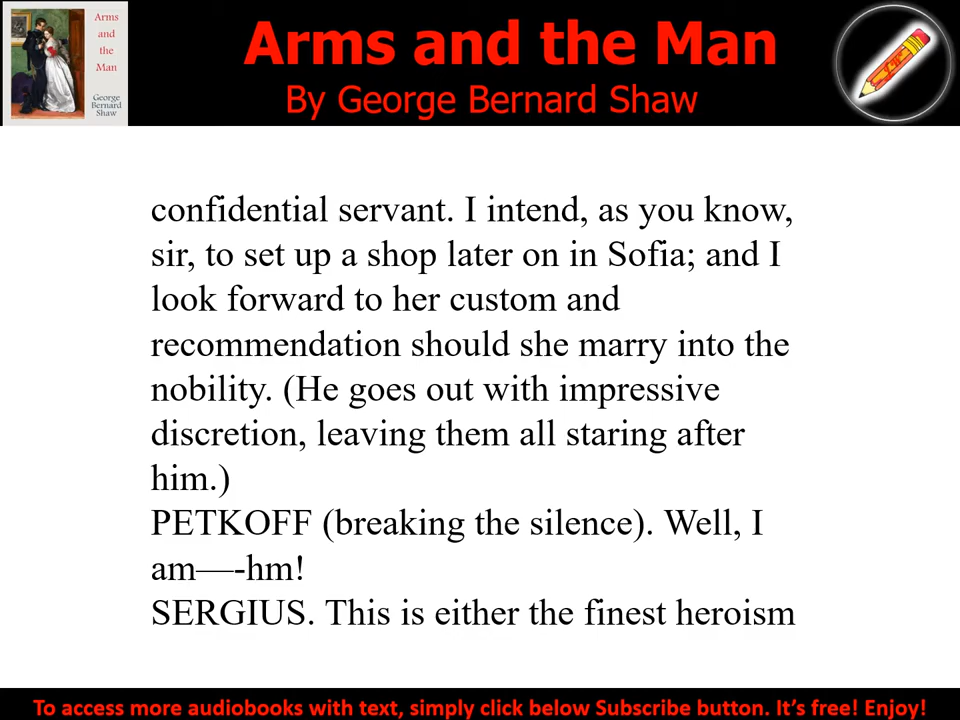 Arms
and
the
Man
George
Bernard
Shaw
Arms and the Man
By George Bernard Shaw
confidential servant. I intend, as you know,
sir, to set up a shop later on in Sofia; and I
look forward to her custom and
recommendation should she marry into the
nobility. (He goes out with impressive
discretion, leaving them all staring after
him.)
PETKOFF (breaking the silence). Well, I
am—-hm!
SERGIUS. This is either the finest heroism
To access more audiobooks with text, simply click below Subscribe button. It's free! Enjoy!